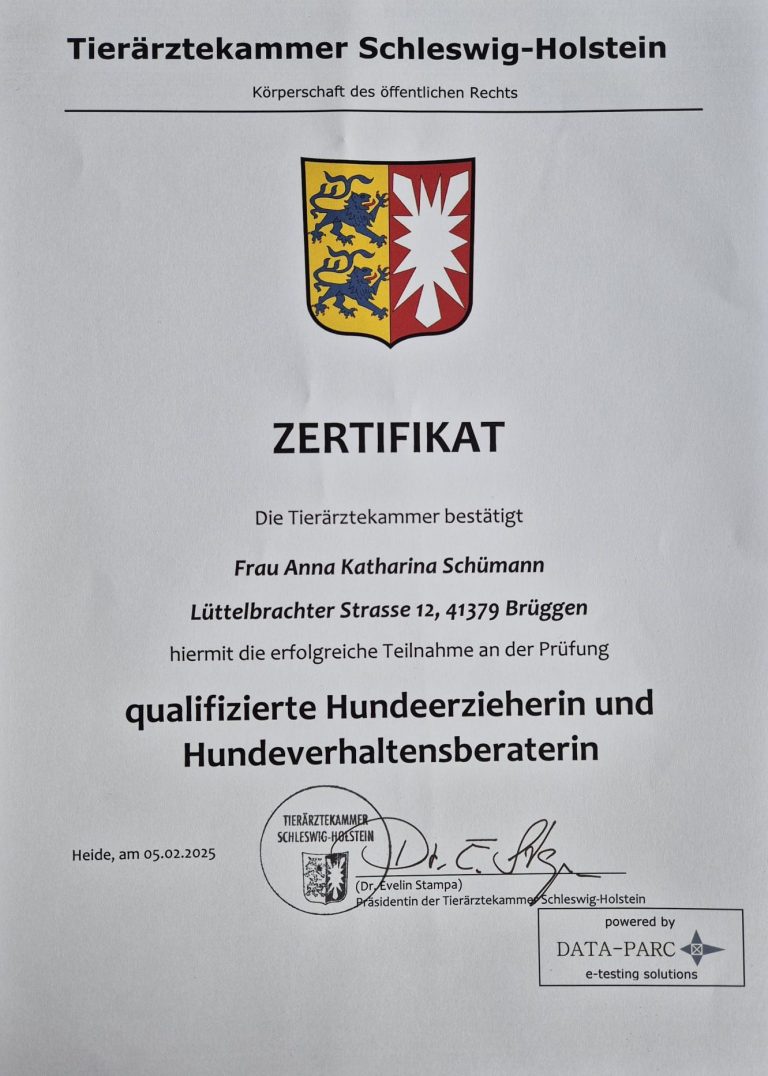 Tierärztekammer Schleswig-Holstein
Körperschaft des öffentlichen Rechts
ZERTIFIKAT
Die Tierärztekammer bestätigt
Frau Anna Katharina Schümann
Lüttelbrachter Strasse 12, 41379 Brüggen
hiermit die erfolgreiche Teilnahme an der Prüfung
qualifizierte Hundeerzieherin und
Hundeverhaltensberaterin
TIERÄRZTEKAMMER
SCHLESWIG-HOLSTEIN
Heide, am 05.02.2025
Dr. E.
(Dr. Evelin Stampa)
Präsidentin der Tierärztekammer Schleswig-Holstein
powered by
DATA-PARC
e-testing solutions